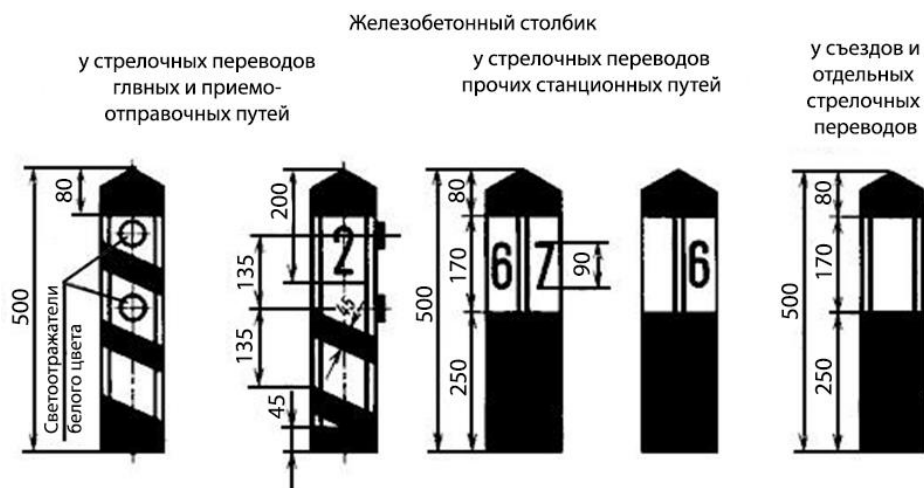 Железобетонный столбик
у стрелочных переводов
глвных и приемо-
отправочных путей
у стрелочных переводов
прочих станционных путей
у съездов и
отдельных
стрелочных
переводов
500
80
Светоотражатели
белого цвета
200
135
135
45
2
45
500
80
170
250
6 7
90
6
500
80
170
250